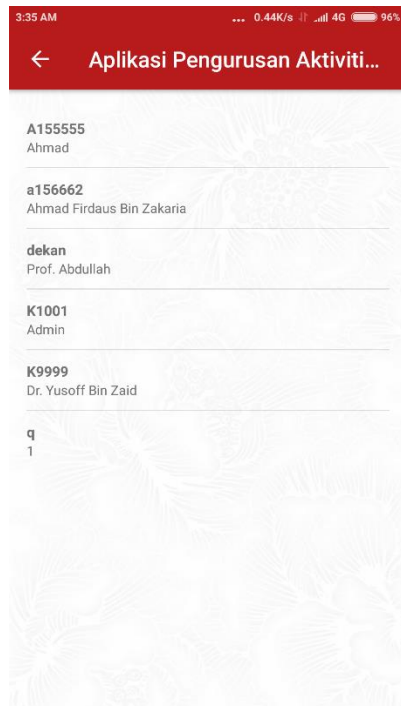 3:35 AM ... 0.44K/s 4G 96%
Aplikasi Pengurusan Aktiviti...
A155555
Ahmad
a156662
Ahmad Firdaus Bin Zakaria
dekan
Prof. Abdullah
K1001
Admin
K9999
Dr. Yusoff Bin Zaid
q
1